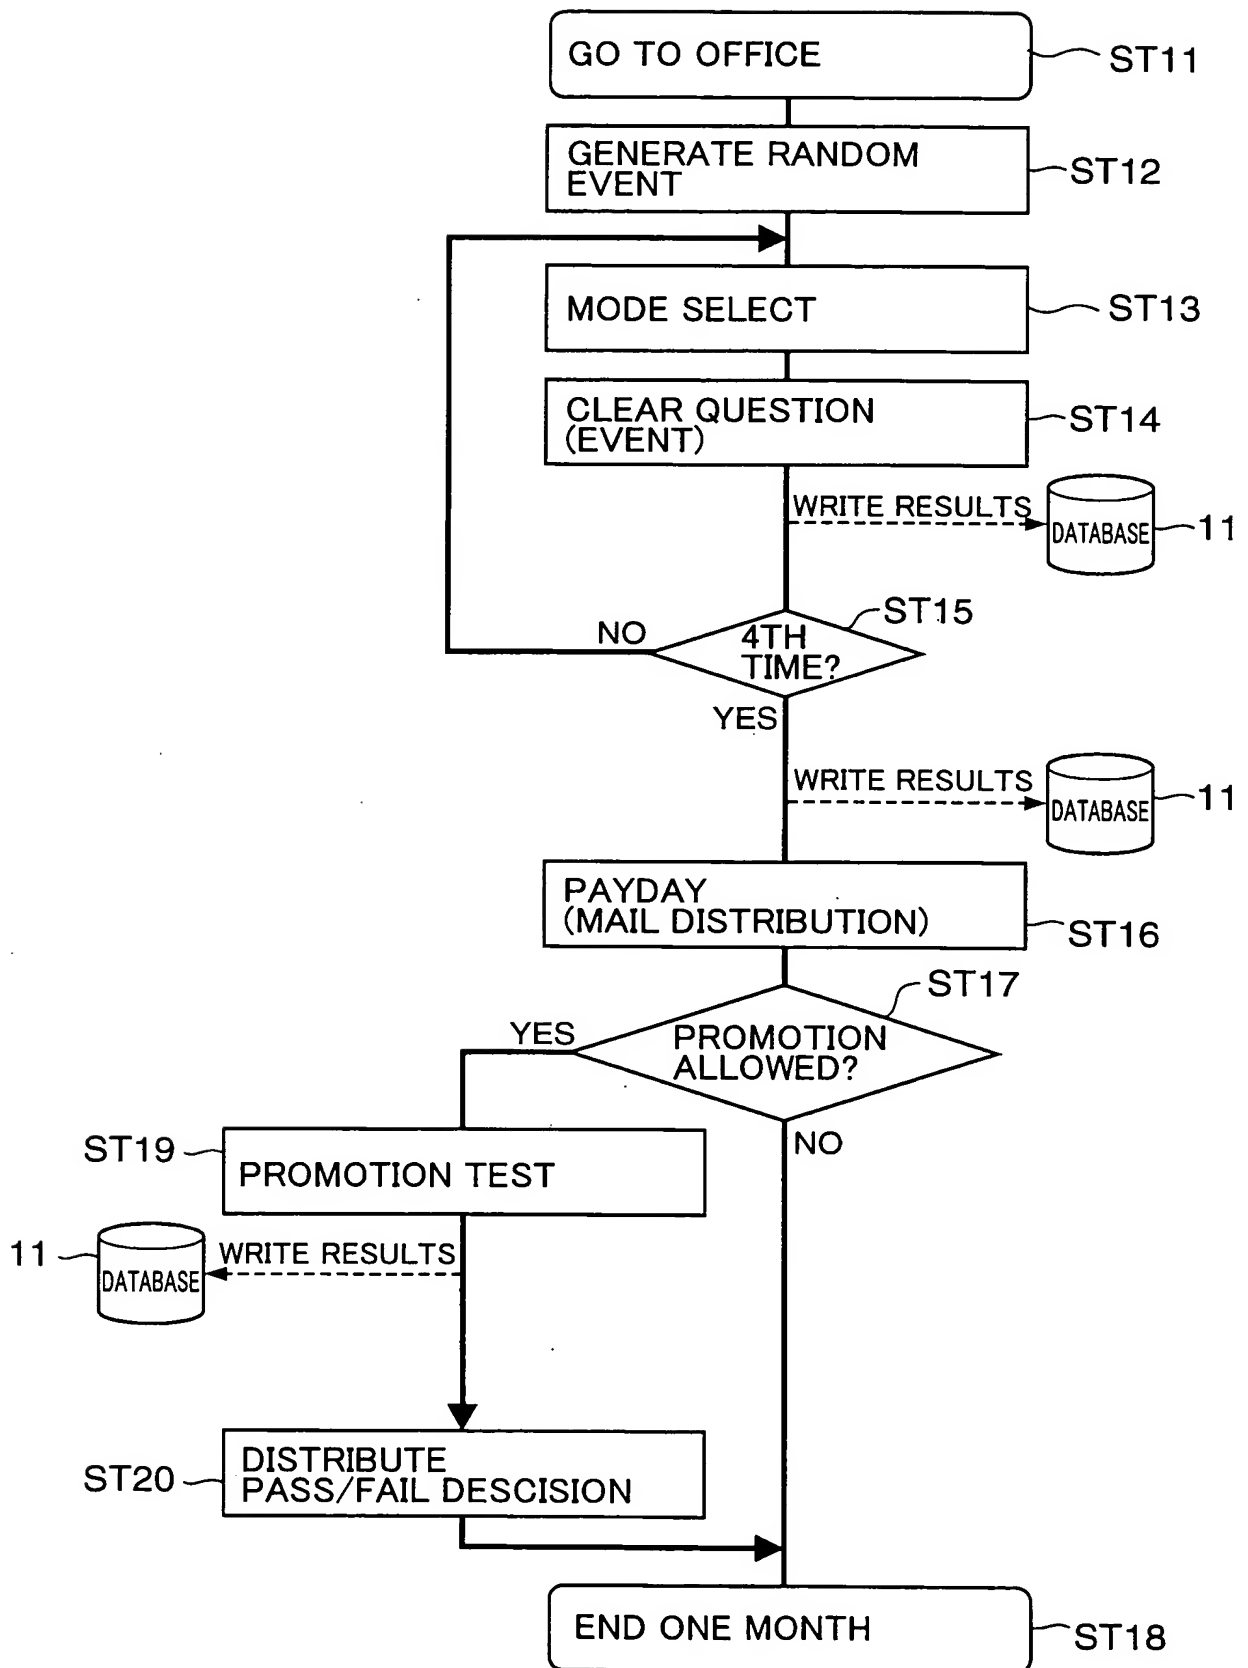 GO TO OFFICE
ST11
GENERATE RANDOM
EVENT
ST12
MODE SELECT
ST13
CLEAR QUESTION
(EVENT)
ST14
WRITE RESULTS
DATABASE
11
ST15
NO
4TH
TIME?
YES
WRITE RESULTS
DATABASE
11
PAYDAY
(MAIL DISTRIBUTION)
ST16
ST17
YES
PROMOTION
ALLOWED?
NO
ST19
PROMOTION TEST
11
DATABASE
WRITE RESULTS
ST20
DISTRIBUTE
PASS/FAIL DESCISION
END ONE MONTH
ST18